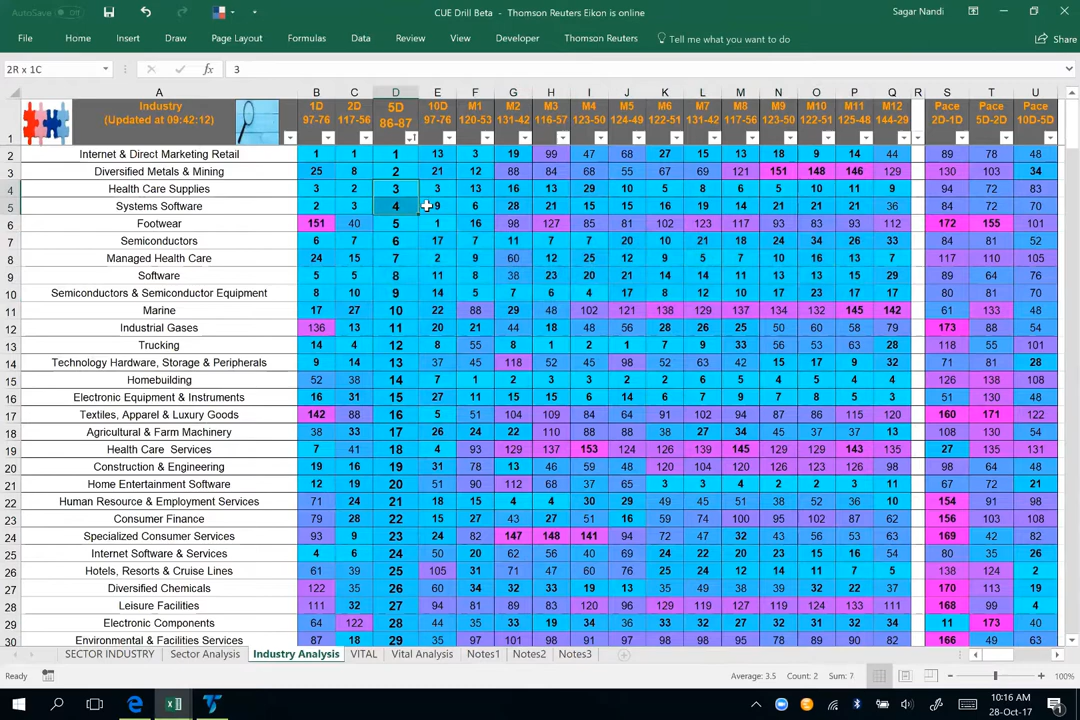 AutoSave Off
CUE Drill Beta - Thomson Reuters Eikon is online
Sagar Nandi
File Home Insert Draw Page Layout Formulas Data Review View Developer Thomson Reuters Tell me what you want to do Share
2R x 1C fx 3
A B C D E F G H I J K L M N O P Q R S T U
1 Industry 1D 2D 5D 10D M1 M2 M3 M4 M5 M6 M7 M8 M9 M10 M11 M12 Pace Pace Pace
(Updated at 09:42:12) 97-76 117-56 86-87 97-76 120-53 131-42 116-57 123-50 124-49 122-51 131-42 117-56 123-50 122-51 125-48 144-29 2D-1D 5D-2D 10D-5D
2 Internet & Direct Marketing Retail 1 1 1 13 3 19 99 47 68 27 15 13 18 9 14 44 89 78 48
3 Diversified Metals & Mining 25 8 2 21 12 88 84 68 55 67 69 121 151 148 146 129 130 103 34
4 Health Care Supplies 3 2 3 3 13 16 13 29 10 5 8 6 5 10 11 9 94 72 83
5 Systems Software 2 3 4 9 6 28 21 15 15 16 19 14 21 21 21 36 84 72 70
6 Footwear 151 40 5 1 16 98 127 85 81 102 123 117 93 83 93 112 172 155 101
7 Semiconductors 6 7 6 17 7 11 7 7 20 10 21 18 24 34 26 33 84 81 52
8 Managed Health Care 24 15 7 2 9 60 12 25 12 9 5 7 10 16 13 7 117 110 105
9 Software 5 5 8 11 8 38 23 20 21 14 14 11 13 13 15 29 89 64 76
10 Semiconductors & Semiconductor Equipment 8 10 9 14 5 7 6 4 17 8 12 10 15 23 17 17 80 81 70
11 Marine 17 27 10 22 88 29 48 102 121 138 129 137 134 132 145 142 61 133 48
12 Industrial Gases 136 13 11 20 21 44 18 48 56 28 26 25 50 60 58 79 173 88 54
13 Trucking 14 4 12 8 55 8 1 2 1 7 9 33 56 53 63 28 118 55 101
14 Technology Hardware, Storage & Peripherals 9 14 13 37 45 118 52 45 98 52 63 42 15 17 9 32 71 81 28
15 Homebuilding 52 38 14 7 1 2 3 3 2 2 6 5 4 5 4 4 126 138 108
16 Electronic Equipment & Instruments 16 31 15 27 11 15 15 6 14 6 7 9 7 8 5 3 51 130 48
17 Textiles, Apparel & Luxury Goods 142 88 16 5 51 104 109 84 64 91 102 94 87 86 115 120 160 171 122
18 Agricultural & Farm Machinery 38 33 17 26 24 22 110 88 88 38 27 34 45 37 37 13 108 130 54
19 Health Care Services 7 41 18 4 93 129 137 153 124 126 139 145 129 129 143 135 27 135 131
20 Construction & Engineering 19 16 19 31 78 13 46 59 48 120 104 120 126 123 126 98 98 64 48
21 Home Entertainment Software 12 19 20 51 90 112 68 37 65 3 3 4 2 2 3 11 67 72 21
22 Human Resource & Employment Services 71 24 21 18 15 4 4 30 29 49 45 51 38 52 36 10 154 91 98
23 Consumer Finance 79 28 22 15 27 43 27 51 16 59 74 100 95 102 87 62 156 103 108
24 Specialized Consumer Services 93 9 23 24 82 147 148 141 94 72 47 32 43 56 53 63 169 42 82
25 Internet Software & Services 4 6 24 50 20 62 56 40 69 24 22 20 23 15 16 54 80 35 26
26 Hotels, Resorts & Cruise Lines 61 39 25 105 31 71 47 60 76 25 24 12 14 11 7 5 138 124 2
27 Diversified Chemicals 122 35 26 60 34 32 33 19 13 35 49 38 39 32 22 37 170 113 19
28 Leisure Facilities 111 32 27 94 81 89 83 120 96 129 119 127 119 124 133 111 168 99 4
29 Electronic Components 64 122 28 44 35 33 19 34 36 33 32 27 32 31 32 34 11 173 40
30 Environmental & Facilities Services 87 18 29 35 97 101 98 91 97 98 98 95 78 89 90 82 166 49 63
SECTOR INDUSTRY Sector Analysis Industry Analysis VITAL Vital Analysis Notes1 Notes2 Notes3
Ready Average: 3.5 Count: 2 Sum: 7 100%
10:16 AM
28-Oct-17